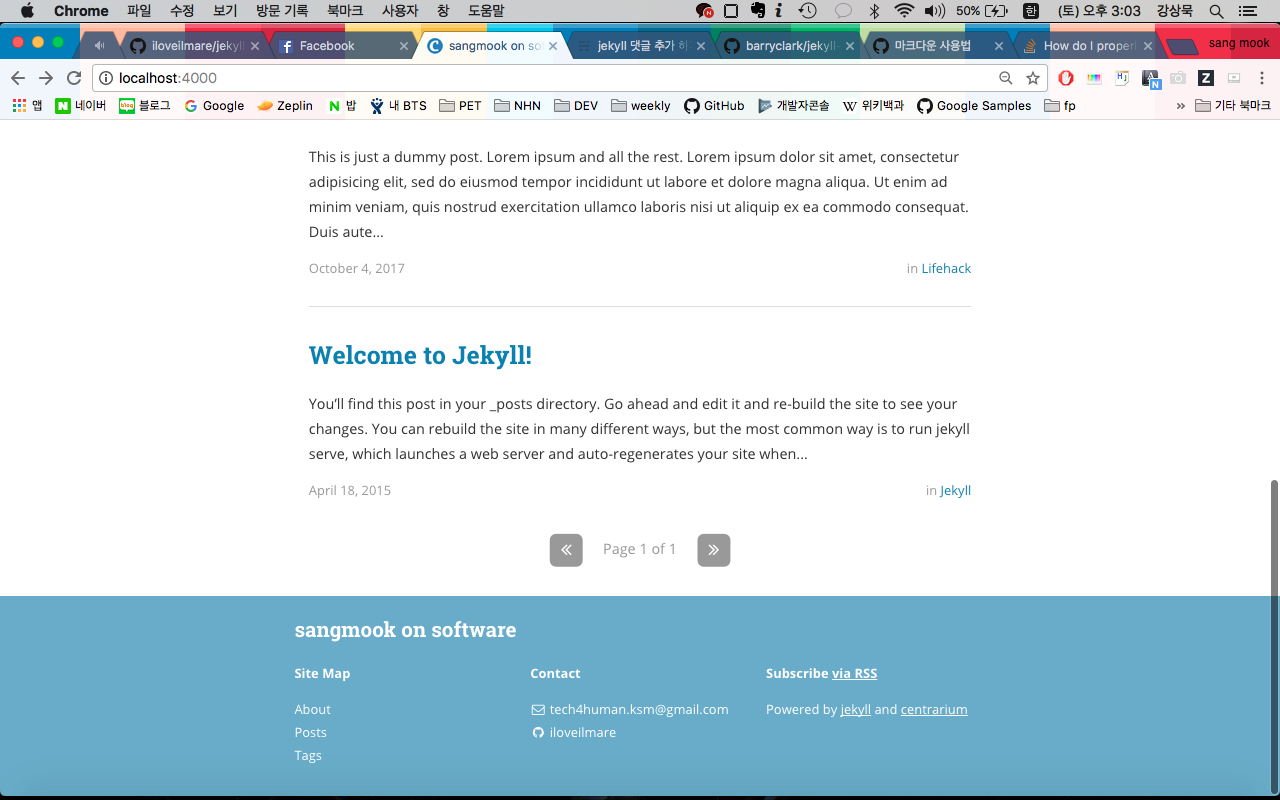 Chrome 파일 수정 보기 방문 기록 북마크 사용자 창 도움말 50% 한 (토) 오후 3:03 강상묵
iloveilmare/jekyl Facebook sangmook on so jekyll 댓글 추가 하 barryclark/jekyll 마크다운 사용법 How do I proper sang mook
localhost:4000
앱 네이버 블로그 Google Zeplin 밥 내 BTS PET NHN DEV weekly GitHub 개발자콘솔 위키백과 Google Samples fp » 기타 북마크
This is just a dummy post. Lorem ipsum and all the rest. Lorem ipsum dolor sit amet, consectetur
adipisicing elit, sed do eiusmod tempor incididunt ut labore et dolore magna aliqua. Ut enim ad
minim veniam, quis nostrud exercitation ullamco laboris nisi ut aliquip ex ea commodo consequat.
Duis aute...
October 4, 2017 in Lifehack
Welcome to Jekyll!
You’ll find this post in your _posts directory. Go ahead and edit it and re-build the site to see your
changes. You can rebuild the site in many different ways, but the most common way is to run jekyll
serve, which launches a web server and auto-regenerates your site when...
April 18, 2015 in Jekyll
« Page 1 of 1 »
sangmook on software
Site Map Contact Subscribe via RSS
About tech4human.ksm@gmail.com Powered by jekyll and centrarium
Posts iloveilmare
Tags